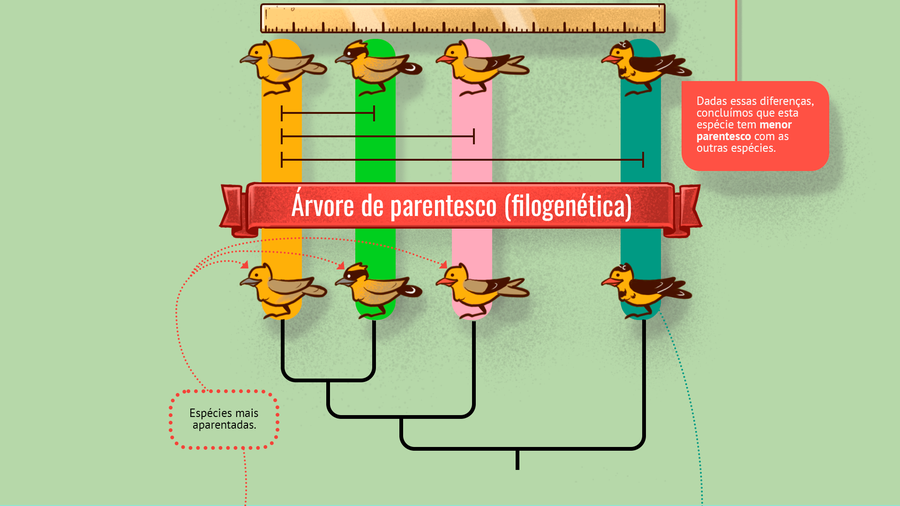 Dadas essas diferenças,
concluímos que esta
espécie tem menor
parentesco com as
outras espécies.
Árvore de parentesco (filogenética)
Espécies mais
aparentadas.